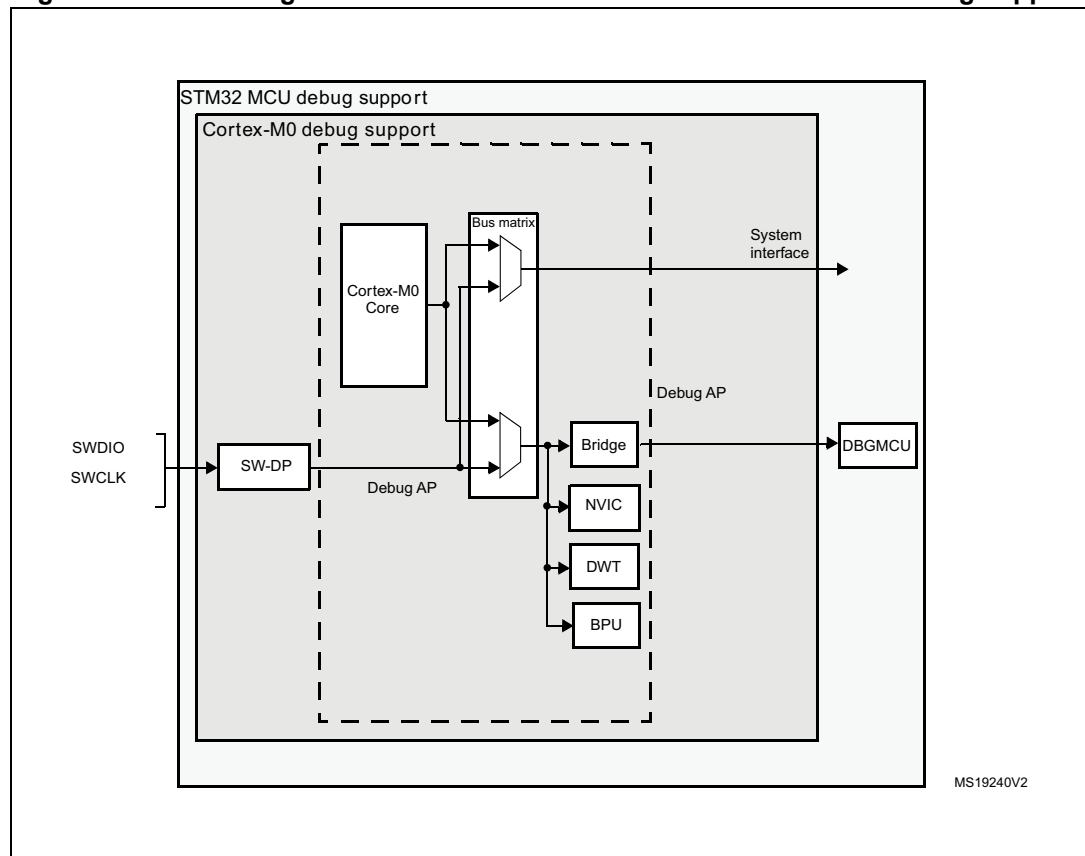 STM32 MCU debug support
Cortex-M0 debug support
Bus matrix
System
interface
Cortex-M0
Core
Debug AP
SWDIO
SWCLK
SW-DP
Debug AP
Bridge
DBGMCU
NVIC
DWT
BPU
MS19240V2